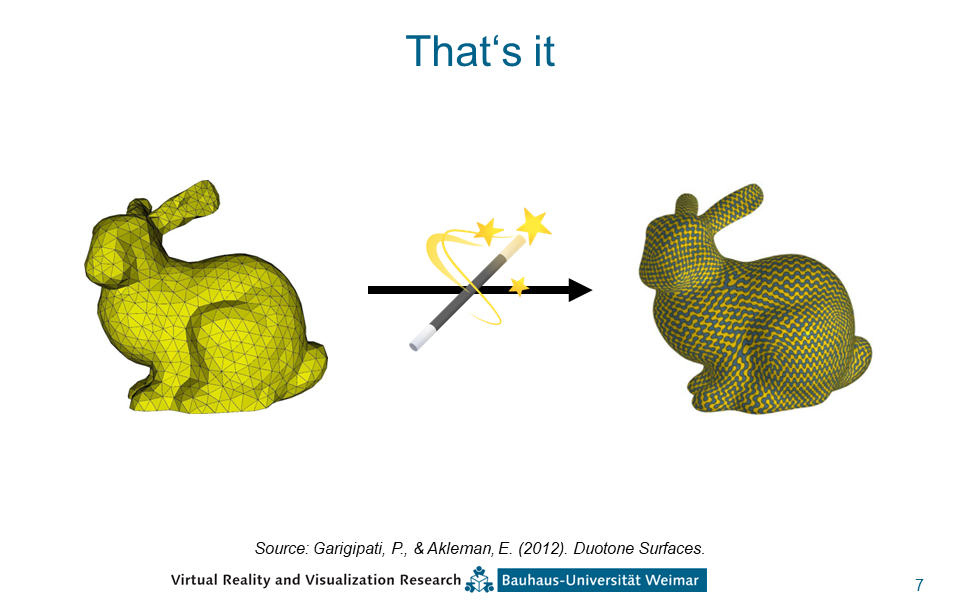 That‘s it
Source: Garigipati, P., & Akleman, E. (2012). Duotone Surfaces.
Virtual Reality and Visualization Research Bauhaus-Universität Weimar
7